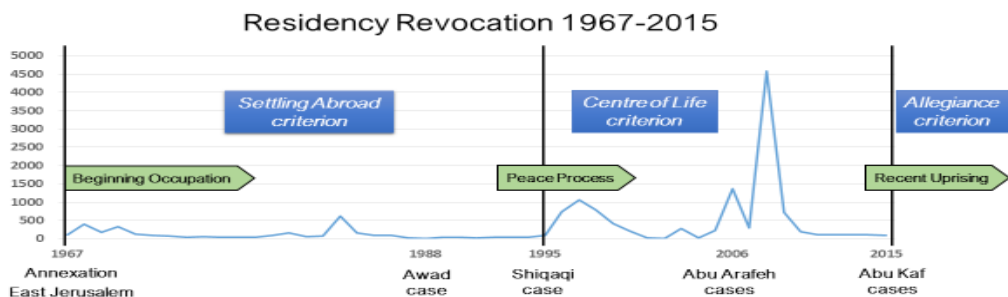 Residency Revocation 1967-2015
5000
4500
4000
3500
3000
2500
2000
1500
1000
500
0
Settling Abroad
criterion
Centre of Life
criterion
Allegiance
criterion
Beginning Occupation
Peace Process
Recent Uprising
1967
1988
1995
2006
2015
Annexation
East Jerusalem
Awad
case
Shiqaqi
case
Abu Arafeh
cases
Abu Kaf
cases